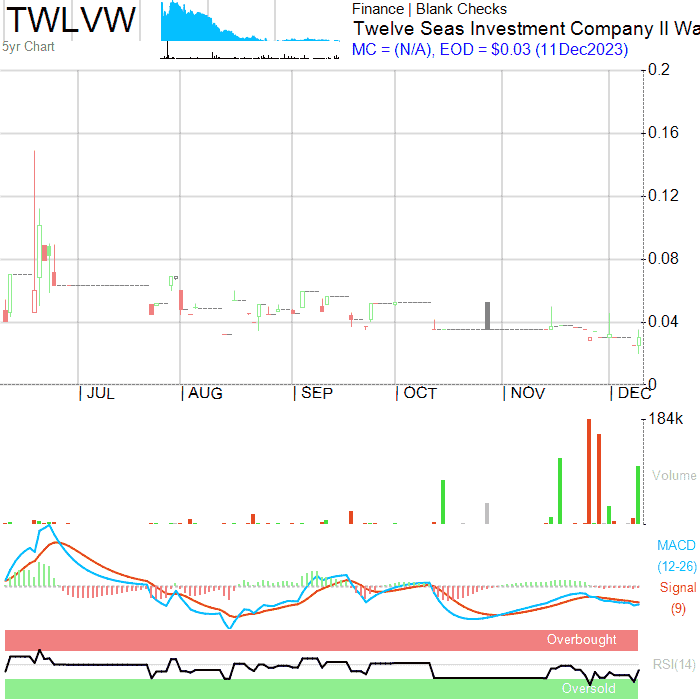 TWLVW
5yr Chart
Finance | Blank Checks
Twelve Seas Investment Company II Wa
MC = (N/A), EOD = $0.03 (11Dec2023)
0.2
0.16
0.12
0.08
0.04
0
JUL AUG SEP OCT NOV DEC
184k
Volume
MACD
(12-26)
Signal
(9)
Overbought
RSI(14)
Oversold